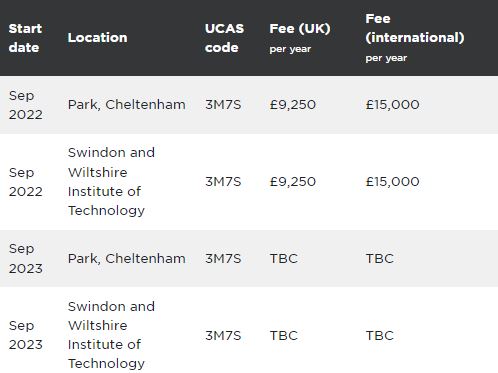 Start date Location UCAS code Fee (UK) per year Fee (international) per year
Sep 2022 Park, Cheltenham 3M7S £9,250 £15,000
Sep 2022 Swindon and Wiltshire Institute of Technology 3M7S £9,250 £15,000
Sep 2023 Park, Cheltenham 3M7S TBC TBC
Sep 2023 Swindon and Wiltshire Institute of Technology 3M7S TBC TBC